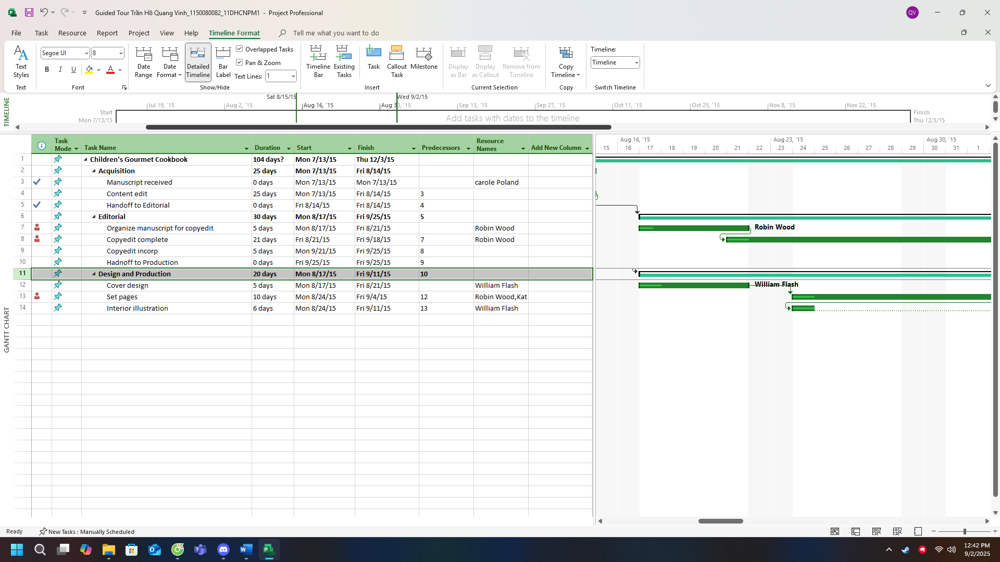 Guided Tour Trần Hồ Quang Vinh_1150080082_11DHCNPM1 - Project Professional
QV
File Task Resource Report Project View Help Timeline Format Tell me what you want to do
Text Styles
Text
Segoe UI 8
B I U A
Font
Date Range
Date Format
Detailed Timeline
Bar Label
Overlapped Tasks
Pan & Zoom
Text Lines: 1
Show/Hide
Timeline Bar
Existing Tasks
Task
Callout Task
Milestone
Insert
Display as Bar
Display as Callout
Remove from Timeline
Current Selection
Copy Timeline
Copy
Timeline:
Timeline
Switch Timeline
TIMELINE
Sat 8/15/15 Wed 9/2/15
Jul 19, '15 Aug 2, '15 Aug 16, '15 Aug 30, '15 Sep 13, '15 Sep 27, '15 Oct 11, '15 Oct 25, '15 Nov 8, '15 Nov 22, '15
Start
Mon 7/13/15
Add tasks with dates to the timeline
Finish
Thu 12/3/15
GANTT CHART
Task Mode Task Name Duration Start Finish Predecessors Resource Names Add New Column
1 Children's Gourmet Cookbook 104 days? Mon 7/13/15 Thu 12/3/15
2 Acquisition 25 days Mon 7/13/15 Fri 8/14/15
3 Manuscript received 0 days Mon 7/13/15 Mon 7/13/15 carole Poland
4 Content edit 25 days Mon 7/13/15 Fri 8/14/15 3
5 Handoff to Editorial 0 days Fri 8/14/15 Fri 8/14/15 4
6 Editorial 30 days Mon 8/17/15 Fri 9/25/15 5
7 Organize manuscript for copyedit 5 days Mon 8/17/15 Fri 8/21/15 Robin Wood
8 Copyedit complete 21 days Fri 8/21/15 Fri 9/18/15 7 Robin Wood
9 Copyedit incorp 5 days Mon 9/21/15 Fri 9/25/15 8
10 Hadnoff to Production 0 days Fri 9/25/15 Fri 9/25/15 9
11 Design and Production 20 days Mon 8/17/15 Fri 9/11/15 10
12 Cover design 5 days Mon 8/17/15 Fri 8/21/15 William Flash
13 Set pages 10 days Mon 8/24/15 Fri 9/4/15 12 Robin Wood,Kat
14 Interior illustration 6 days Mon 8/24/15 Fri 9/11/15 13 William Flash
Aug 16, '15 Aug 23, '15 Aug 30, '15
15 16 17 18 19 20 21 22 23 24 25 26 27 28 29 30 31 1
Robin Wood
William Flash
Ready New Tasks : Manually Scheduled
12:42 PM
9/2/2025